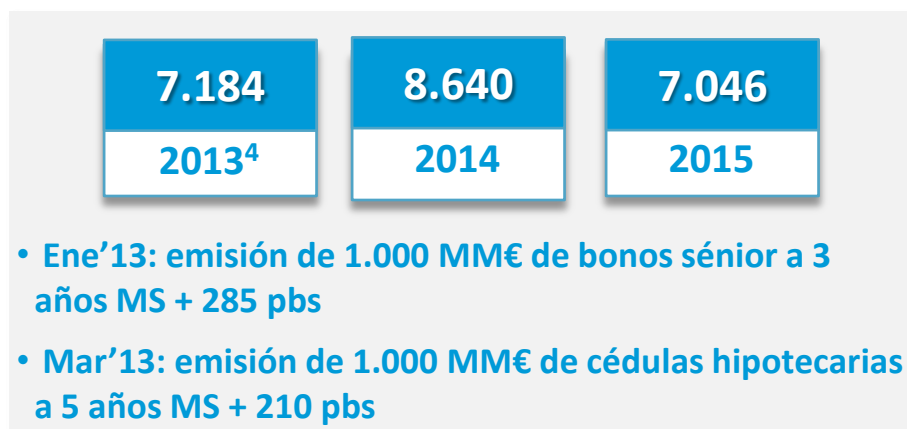 7.184 8.640 7.046
2013⁴ 2014 2015
• Ene’13: emisión de 1.000 MM€ de bonos sénior a 3
años MS + 285 pbs
• Mar’13: emisión de 1.000 MM€ de cédulas hipotecarias
a 5 años MS + 210 pbs